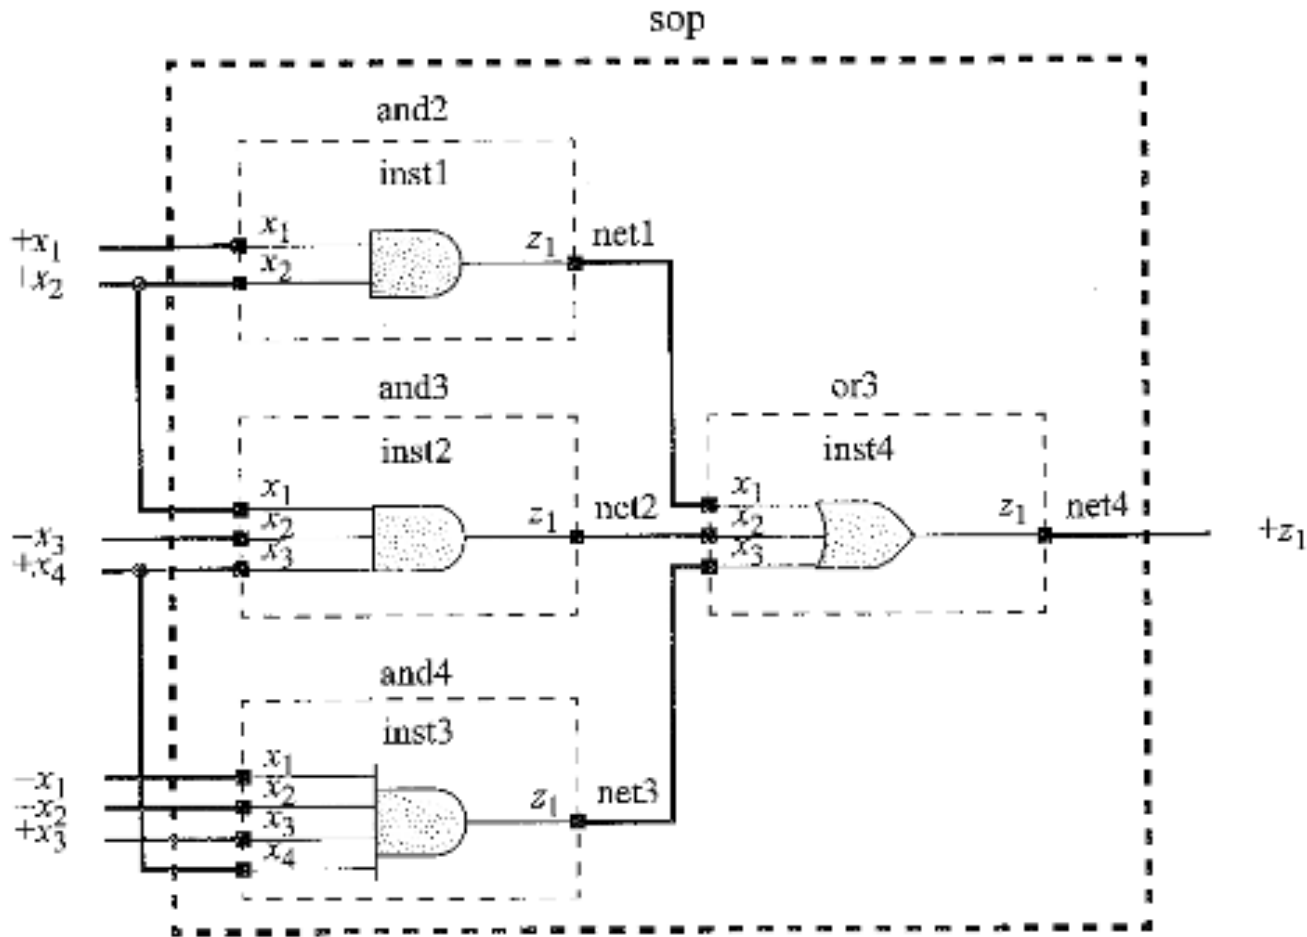 sop
and2
inst1
+x₁
x₁
z₁
net1
+x₂
x₂
and3
inst2
x₁
−x₃
x₂
+x₄
x₃
z₁
net2
or3
inst4
x₁
x₂
x₃
z₁
net4
+z₁
and4
inst3
−x₁
x₁
−x₂
x₂
+x₃
x₃
x₄
z₁
net3